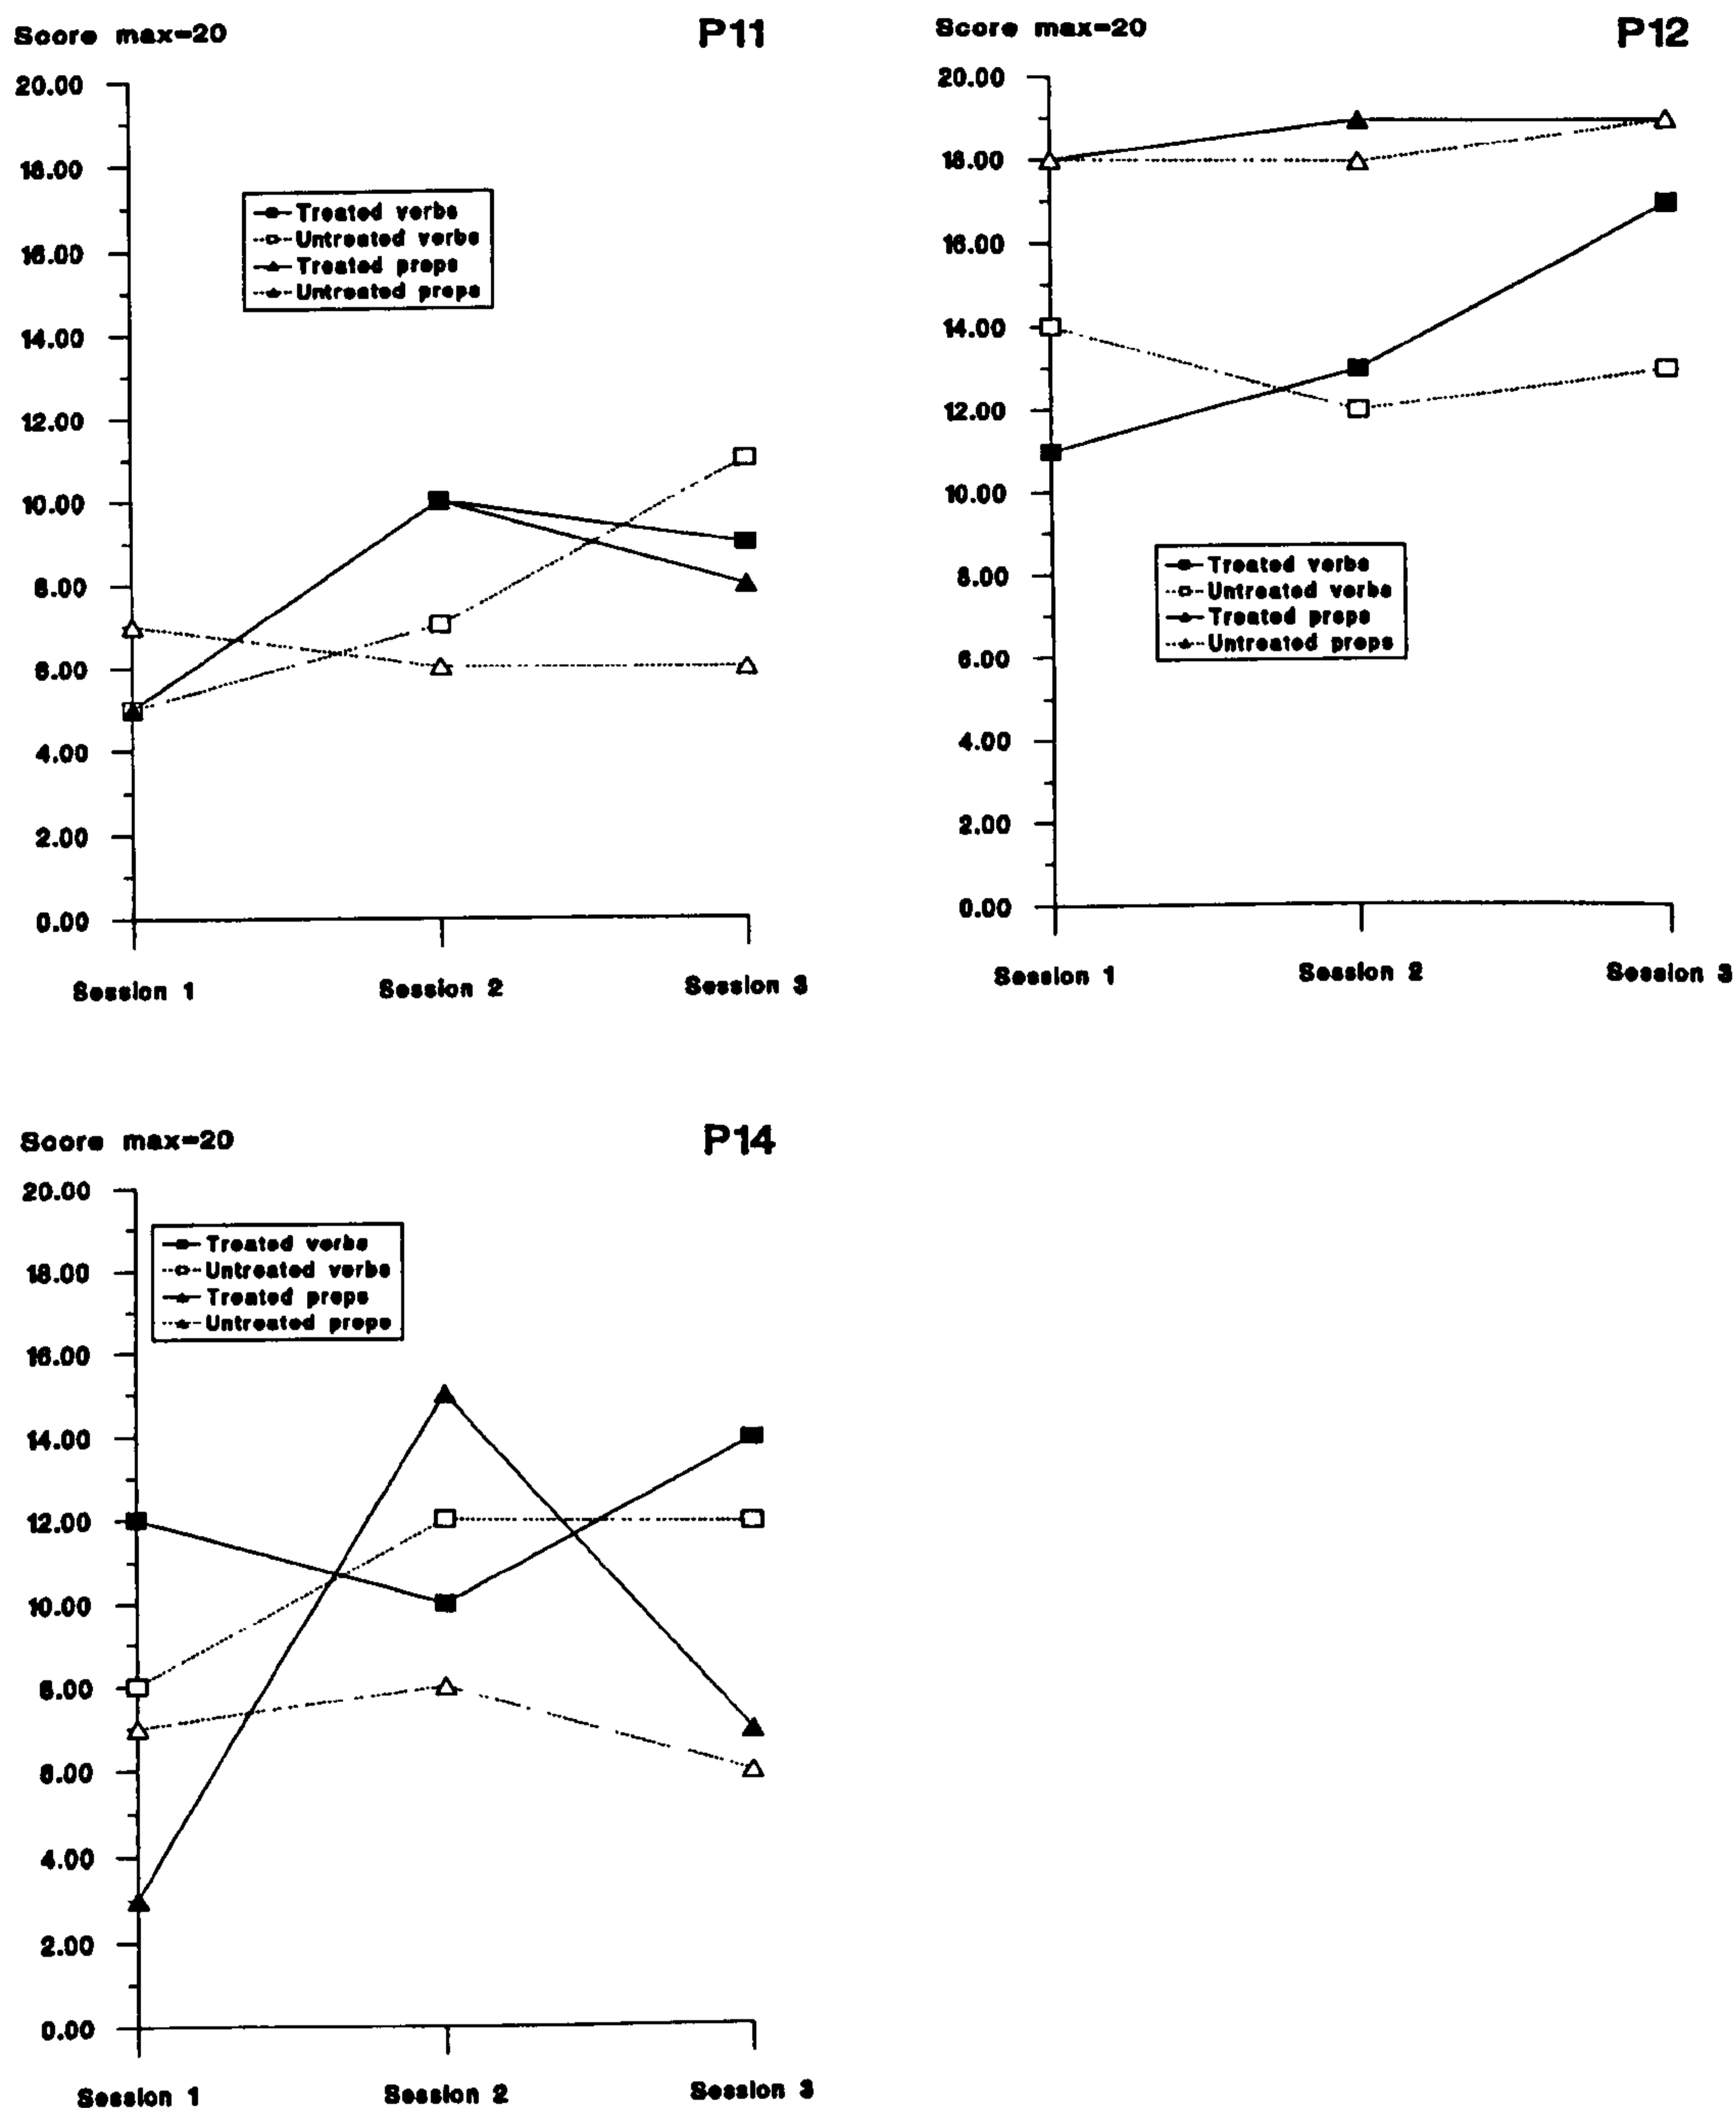 Score max=20
P11
20.00
18.00
16.00
14.00
12.00
10.00
8.00
6.00
4.00
2.00
0.00
Treated verbs
Untreated verbs
Treated preps
Untreated preps
Session 1
Session 2
Session 3
Score max=20
P12
20.00
18.00
16.00
14.00
12.00
10.00
8.00
6.00
4.00
2.00
0.00
Treated verbs
Untreated verbs
Treated preps
Untreated preps
Session 1
Session 2
Session 3
Score max=20
P14
20.00
18.00
16.00
14.00
12.00
10.00
8.00
6.00
4.00
2.00
0.00
Treated verbs
Untreated verbs
Treated preps
Untreated preps
Session 1
Session 2
Session 3